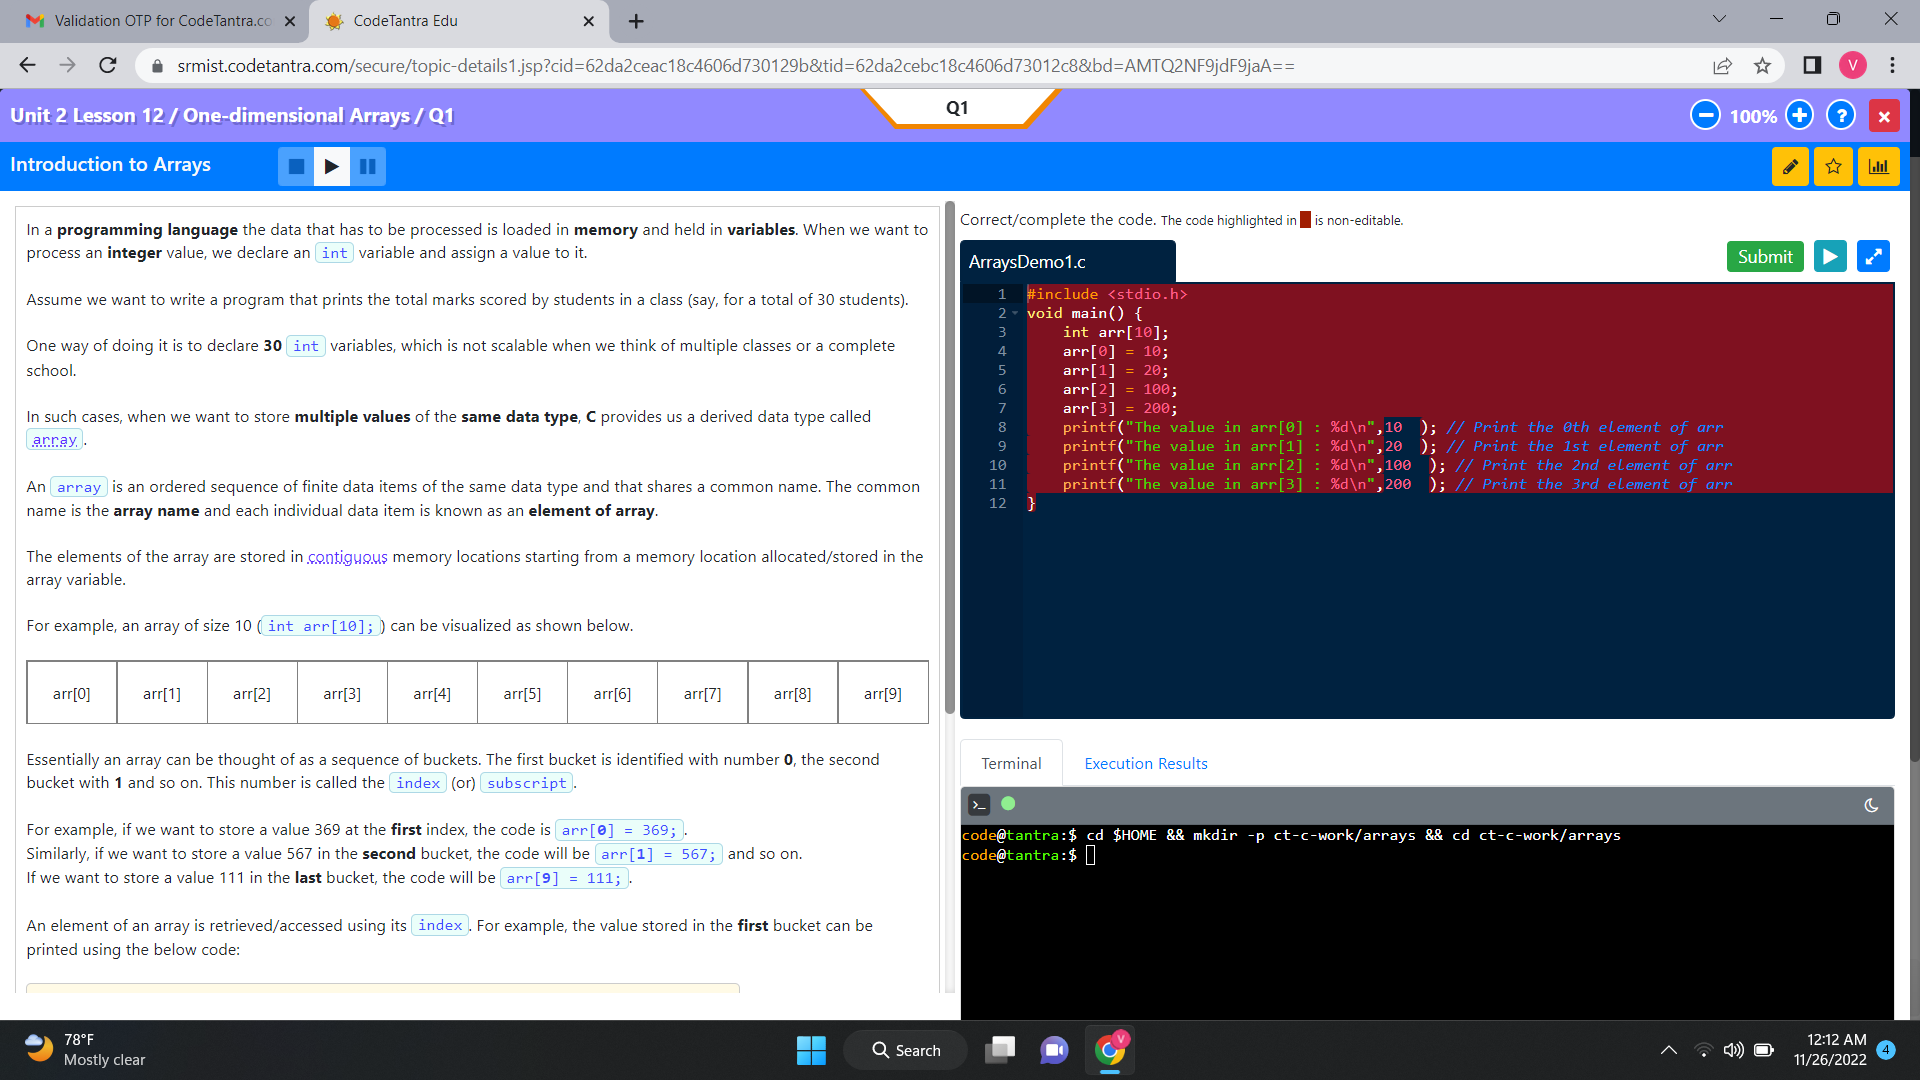 Validation OTP for CodeTantra.co
CodeTantra Edu
srmist.codetantra.com/secure/topic-details1.jsp?cid=62da2ceac18c4606d730129b&tid=62da2cebc18c4606d73012c8&bd=AMTQ2NF9jdF9jaA==
V
Unit 2 Lesson 12 / One-dimensional Arrays / Q1
Q1
100%
?
Introduction to Arrays
In a programming language the data that has to be processed is loaded in memory and held in variables. When we want to
process an integer value, we declare an int variable and assign a value to it.
Assume we want to write a program that prints the total marks scored by students in a class (say, for a total of 30 students).
One way of doing it is to declare 30 int variables, which is not scalable when we think of multiple classes or a complete
school.
In such cases, when we want to store multiple values of the same data type, C provides us a derived data type called
array.
An array is an ordered sequence of finite data items of the same data type and that shares a common name. The common
name is the array name and each individual data item is known as an element of array.
The elements of the array are stored in contiguous memory locations starting from a memory location allocated/stored in the
array variable.
For example, an array of size 10 (int arr[10];) can be visualized as shown below.
arr[0] arr[1] arr[2] arr[3] arr[4] arr[5] arr[6] arr[7] arr[8] arr[9]
Essentially an array can be thought of as a sequence of buckets. The first bucket is identified with number 0, the second
bucket with 1 and so on. This number is called the index (or) subscript.
For example, if we want to store a value 369 at the first index, the code is arr[0] = 369;.
Similarly, if we want to store a value 567 in the second bucket, the code will be arr[1] = 567; and so on.
If we want to store a value 111 in the last bucket, the code will be arr[9] = 111;.
An element of an array is retrieved/accessed using its index. For example, the value stored in the first bucket can be
printed using the below code:
Correct/complete the code. The code highlighted in is non-editable.
ArraysDemo1.c
Submit
1 #include <stdio.h>
2 void main() {
3 int arr[10];
4 arr[0] = 10;
5 arr[1] = 20;
6 arr[2] = 100;
7 arr[3] = 200;
8 printf("The value in arr[0] : %d\n",10 ); // Print the 0th element of arr
9 printf("The value in arr[1] : %d\n",20 ); // Print the 1st element of arr
10 printf("The value in arr[2] : %d\n",100 ); // Print the 2nd element of arr
11 printf("The value in arr[3] : %d\n",200 ); // Print the 3rd element of arr
12 }
Terminal
Execution Results
code@tantra:$ cd $HOME && mkdir -p ct-c-work/arrays && cd ct-c-work/arrays
code@tantra:$
78°F
Mostly clear
Search
V
12:12 AM
11/26/2022
4